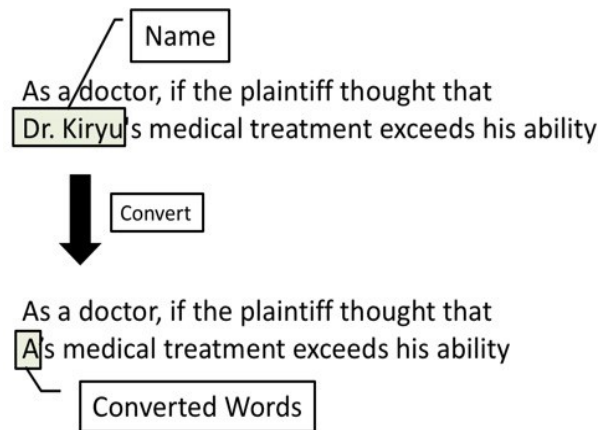 Name
As a doctor, if the plaintiff thought that
Dr. Kiryu's medical treatment exceeds his ability
Convert
As a doctor, if the plaintiff thought that
A's medical treatment exceeds his ability
Converted Words